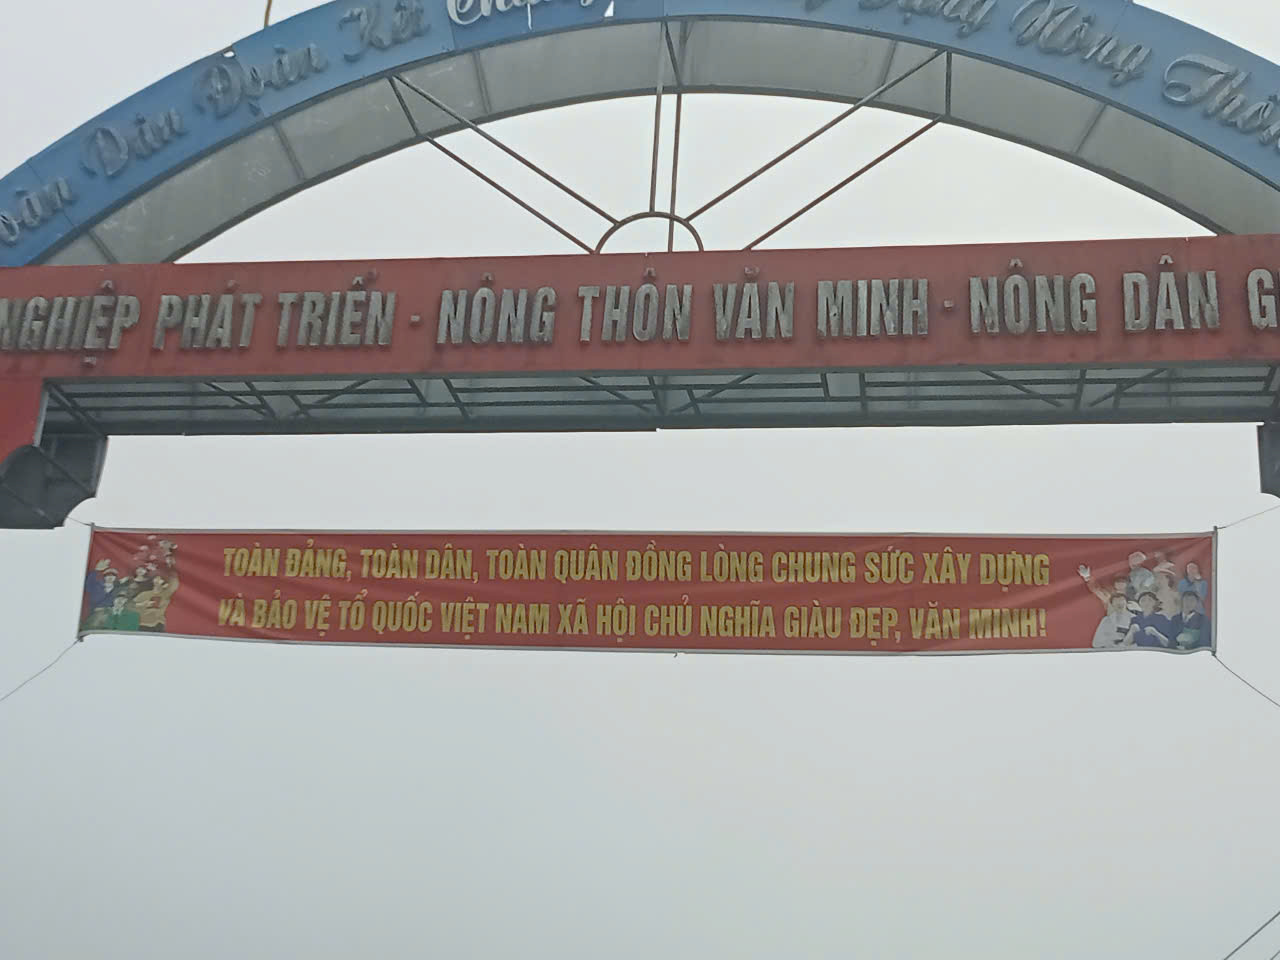 Dân Đoàn Kết Nông Thôn
NGHIỆP PHÁT TRIỂN - NÔNG THÔN VĂN MINH - NÔNG DÂN G
TOÀN ĐẢNG, TOÀN DÂN, TOÀN QUÂN ĐỒNG LÒNG CHUNG SỨC XÂY DỰNG
VÀ BẢO VỆ TỔ QUỐC VIỆT NAM XÃ HỘI CHỦ NGHĨA GIÀU ĐẸP, VĂN MINH!